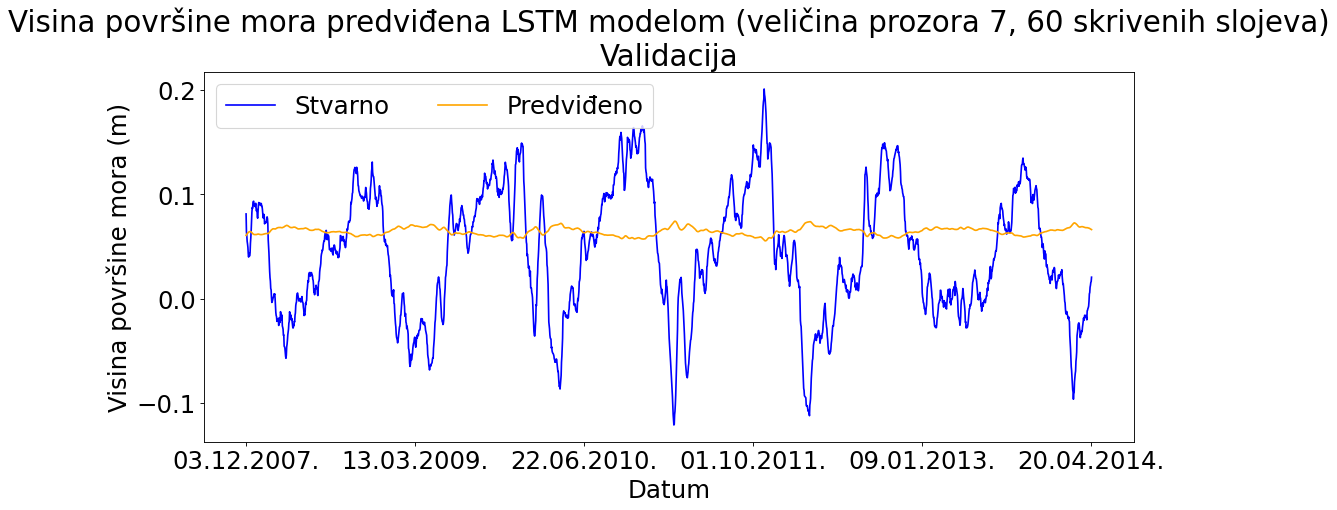 Visina površine mora predviđena LSTM modelom (veličina prozora 7, 60 skrivenih slojeva)
Validacija
Stvarno Predviđeno
Visina površine mora (m)
0.2
0.1
0.0
−0.1
03.12.2007. 13.03.2009. 22.06.2010. 01.10.2011. 09.01.2013. 20.04.2014.
Datum